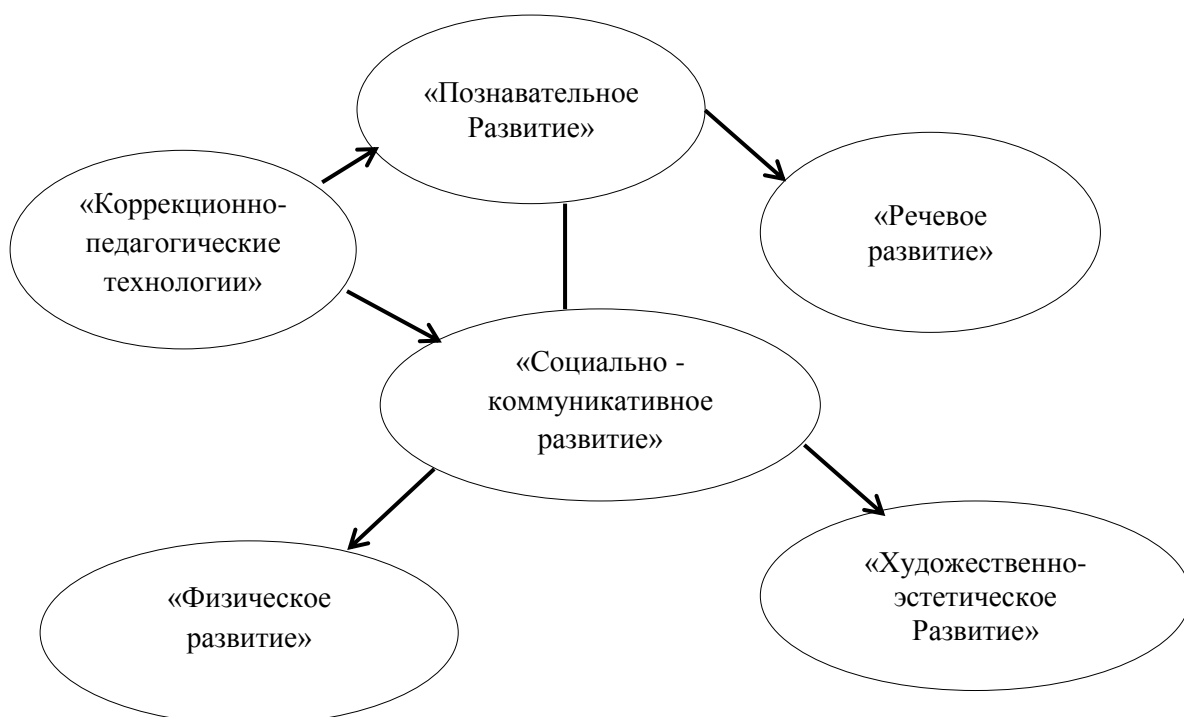 «Познавательное
Развитие»
«Коррекционно-
педагогические
технологии»
«Речевое
развитие»
«Социально -
коммуникативное
развитие»
«Физическое
развитие»
«Художественно-
эстетическое
Развитие»